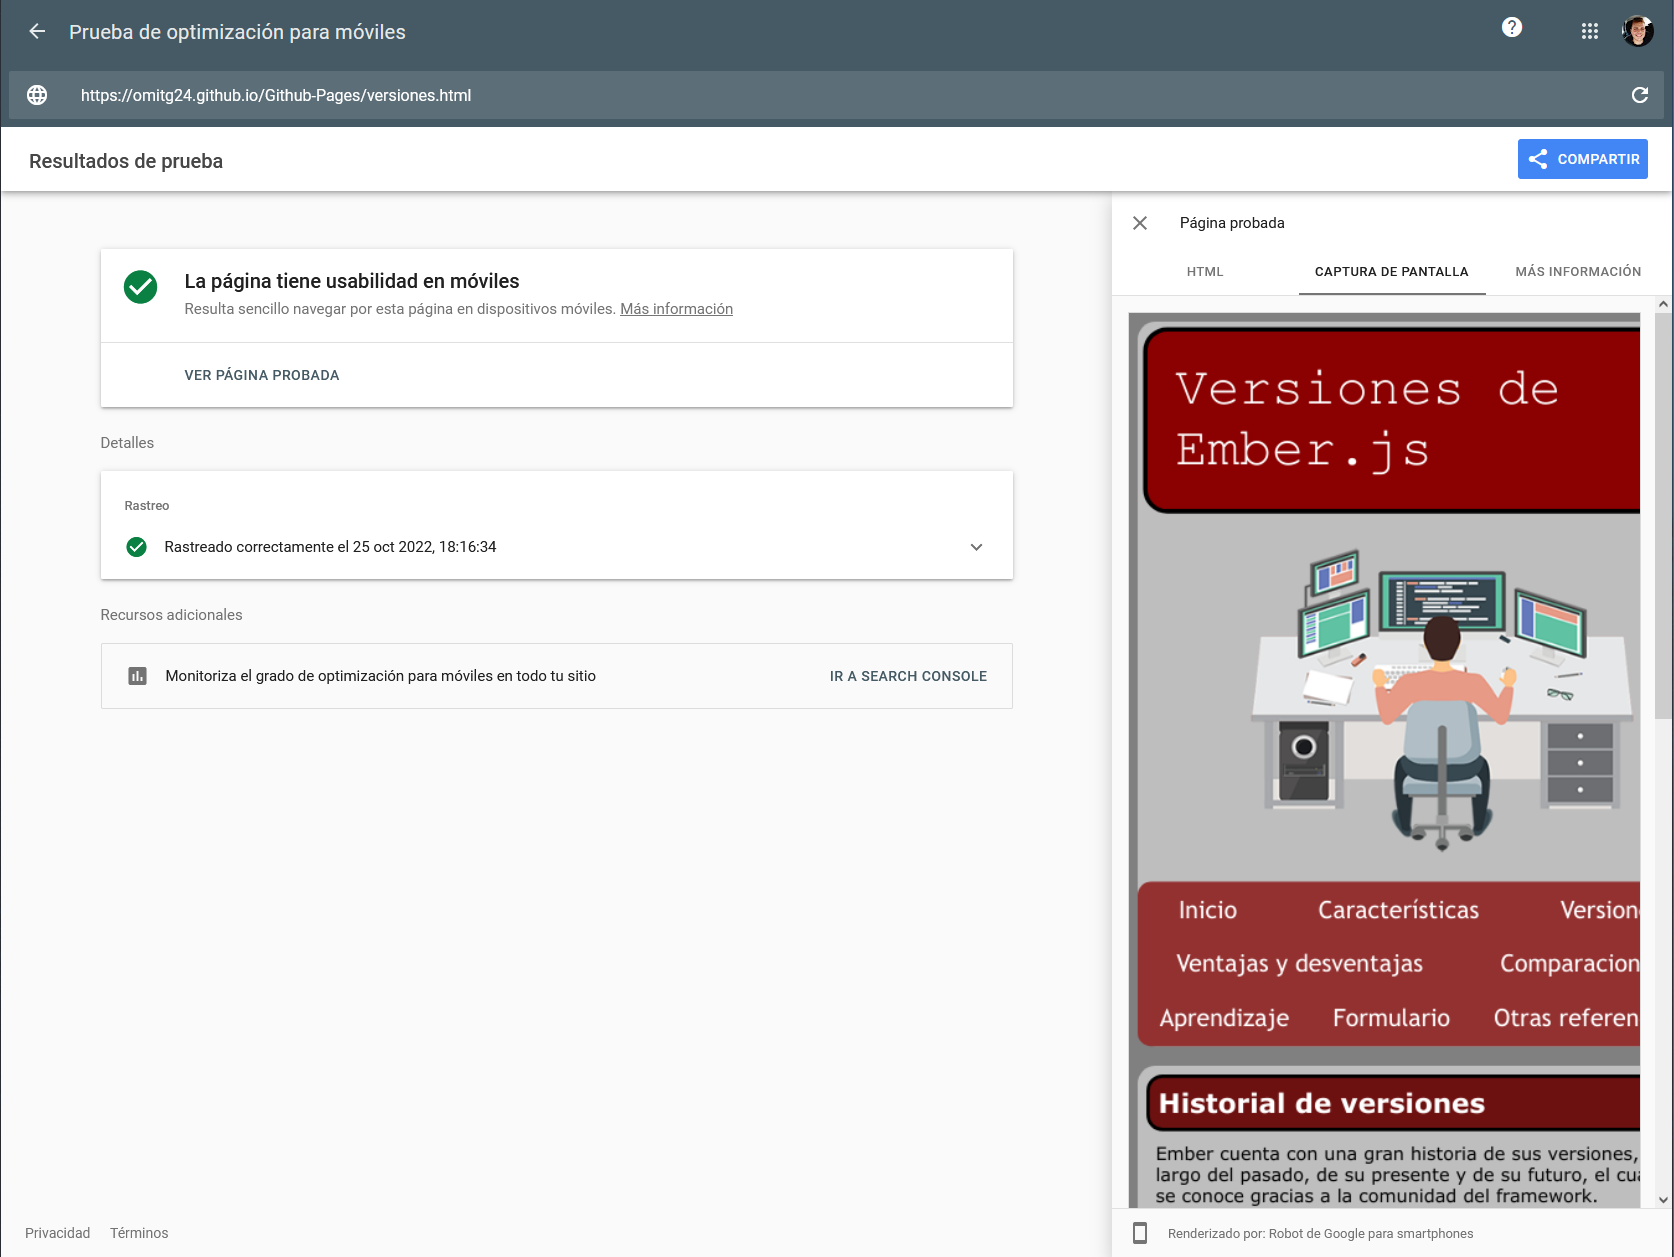 Prueba de optimización para móviles
https://omitg24.github.io/Github-Pages/versiones.html
Resultados de prueba
COMPARTIR
La página tiene usabilidad en móviles
Resulta sencillo navegar por esta página en dispositivos móviles. Más información
VER PÁGINA PROBADA
Detalles
Rastreo
Rastreado correctamente el 25 oct 2022, 18:16:34
Recursos adicionales
Monitoriza el grado de optimización para móviles en todo tu sitio
IR A SEARCH CONSOLE
Privacidad Términos
Página probada
HTML CAPTURA DE PANTALLA MÁS INFORMACIÓN
Versiones de
Ember.js
Inicio Características Version
Ventajas y desventajas Comparacion
Aprendizaje Formulario Otras referen
Historial de versiones
Ember cuenta con una gran historia de sus versiones,
largo del pasado, de su presente y de su futuro, el cu
se conoce gracias a la comunidad del framework.
Renderizado por: Robot de Google para smartphones